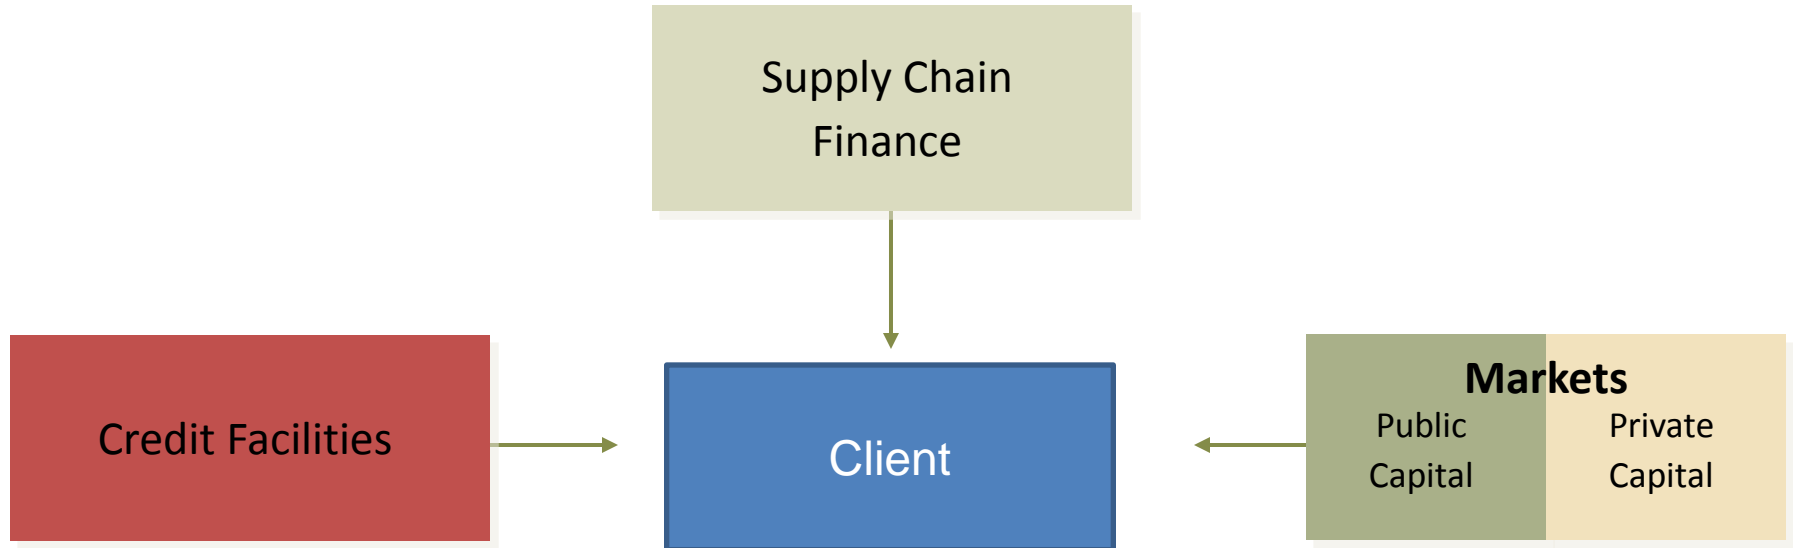 Supply Chain
Finance
Credit Facilities
Client
Markets
Public
Capital
Private
Capital